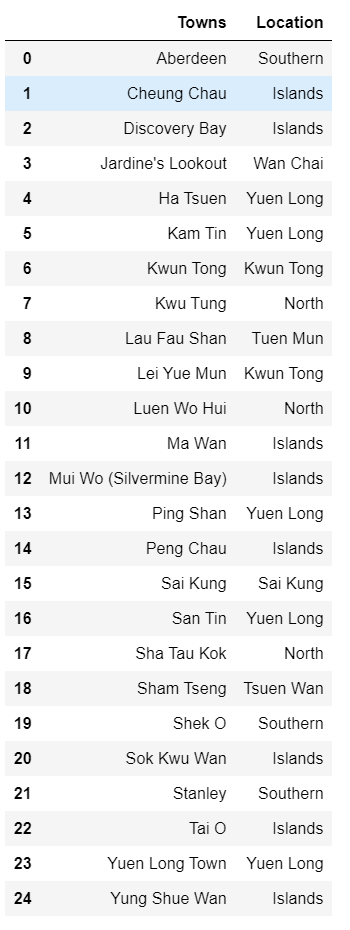 Towns Location
0 Aberdeen Southern
1 Cheung Chau Islands
2 Discovery Bay Islands
3 Jardine's Lookout Wan Chai
4 Ha Tsuen Yuen Long
5 Kam Tin Yuen Long
6 Kwun Tong Kwun Tong
7 Kwu Tung North
8 Lau Fau Shan Tuen Mun
9 Lei Yue Mun Kwun Tong
10 Luen Wo Hui North
11 Ma Wan Islands
12 Mui Wo (Silvermine Bay) Islands
13 Ping Shan Yuen Long
14 Peng Chau Islands
15 Sai Kung Sai Kung
16 San Tin Yuen Long
17 Sha Tau Kok North
18 Sham Tseng Tsuen Wan
19 Shek O Southern
20 Sok Kwu Wan Islands
21 Stanley Southern
22 Tai O Islands
23 Yuen Long Town Yuen Long
24 Yung Shue Wan Islands